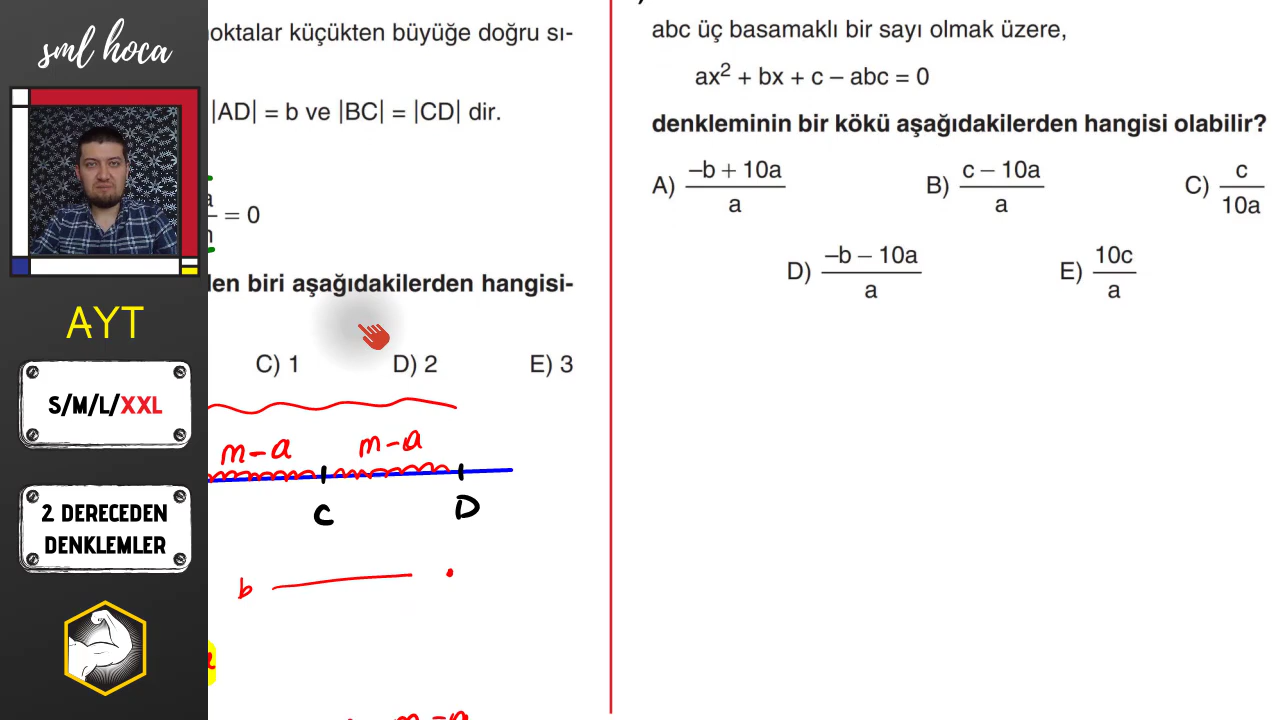 sml hoca
AYT
S/M/L/XXL
2. DERECEDEN
DENKLEMLER
noktalar küçükten büyüğe doğru sı-
|AD| = b ve |BC| = |CD| dir.
= 0
den biri aşağıdakilerden hangisi-
C) 1 D) 2 E) 3
m-a m-a
C D
b
m-a
abc üç basamaklı bir sayı olmak üzere,
ax² + bx + c – abc = 0
denkleminin bir kökü aşağıdakilerden hangisi olabilir?
A) (–b + 10a)/a B) (c – 10a)/a C) c/10a
D) (–b – 10a)/a E) 10c/a